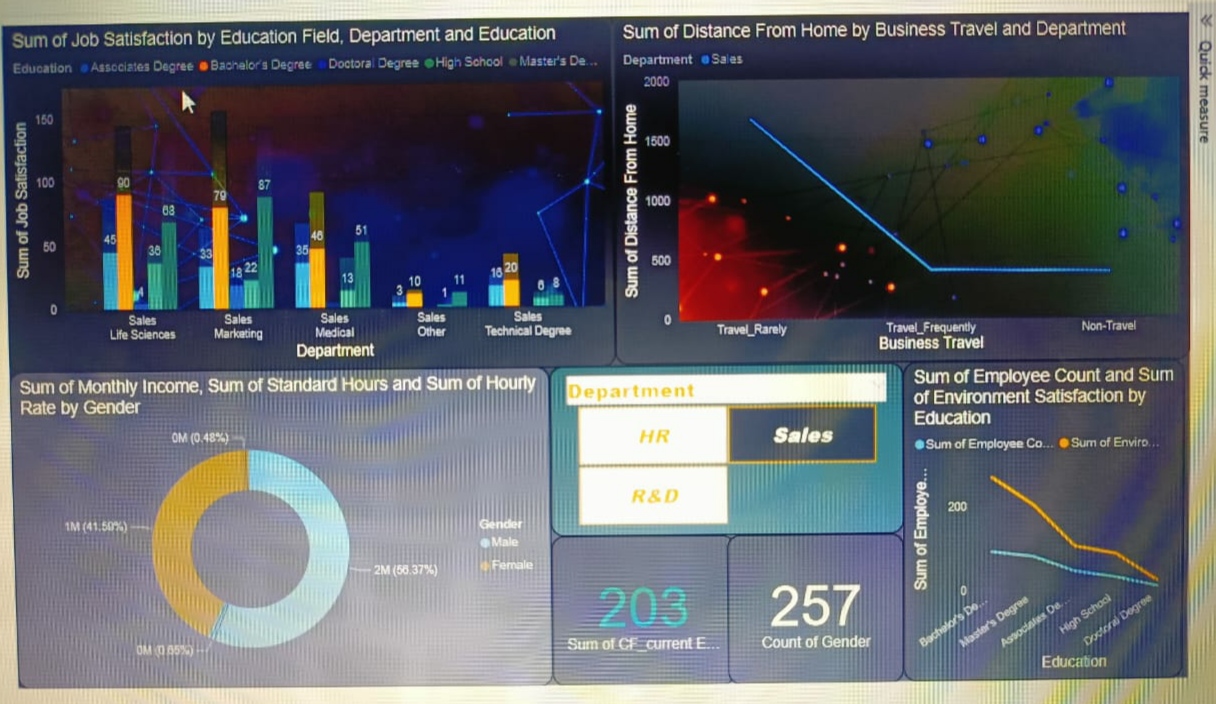 Sum of Job Satisfaction by Education Field, Department and Education
Education Associates Degree Bachelor's Degree Doctoral Degree High School Master's De...
Sum of Job Satisfaction
150
100
50
0
45
90
4
36
68
33
79
18
22
87
35
46
13
51
3
10
1
11
16
20
6
8
Sales
Life Sciences
Sales
Marketing
Sales
Medical
Sales
Other
Sales
Technical Degree
Department
Sum of Distance From Home by Business Travel and Department
Department Sales
Sum of Distance From Home
2000
1500
1000
500
0
Travel_Rarely
Travel_Frequently
Non-Travel
Business Travel
Quick measure
Sum of Monthly Income, Sum of Standard Hours and Sum of Hourly
Rate by Gender
0M (0.48%)
1M (41.59%)
2M (56.37%)
0M (0.65%)
Gender
Male
Female
Department
HR
Sales
R&D
203
Sum of CF_current E...
257
Count of Gender
Sum of Employee Count and Sum
of Environment Satisfaction by
Education
Sum of Employee Co... Sum of Enviro...
Sum of Employe...
200
0
Bachelor's De...
Master's Degree
Associates De...
High School
Doctoral Degree
Education